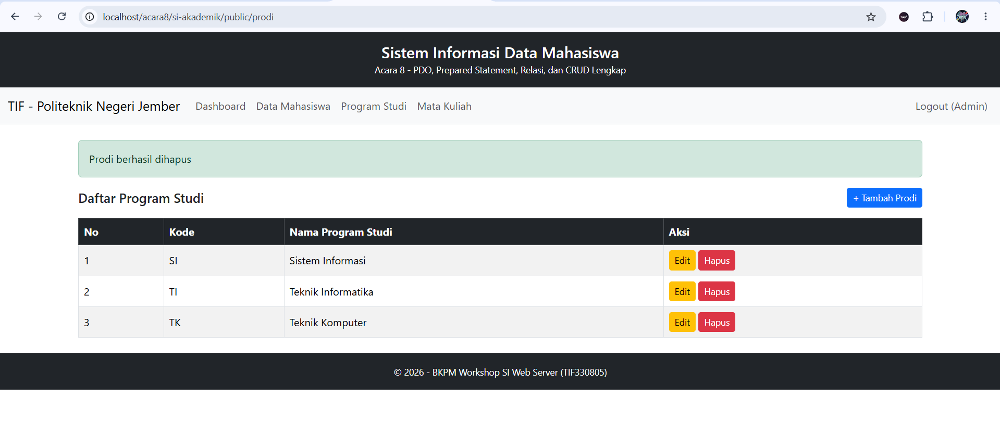 localhost/acara8/si-akademik/public/prodi
Sistem Informasi Data Mahasiswa
Acara 8 - PDO, Prepared Statement, Relasi, dan CRUD Lengkap
TIF - Politeknik Negeri Jember Dashboard Data Mahasiswa Program Studi Mata Kuliah Logout (Admin)
Prodi berhasil dihapus
Daftar Program Studi + Tambah Prodi
No Kode Nama Program Studi Aksi
1 SI Sistem Informasi Edit Hapus
2 TI Teknik Informatika Edit Hapus
3 TK Teknik Komputer Edit Hapus
© 2026 - BKPM Workshop SI Web Server (TIF330805)